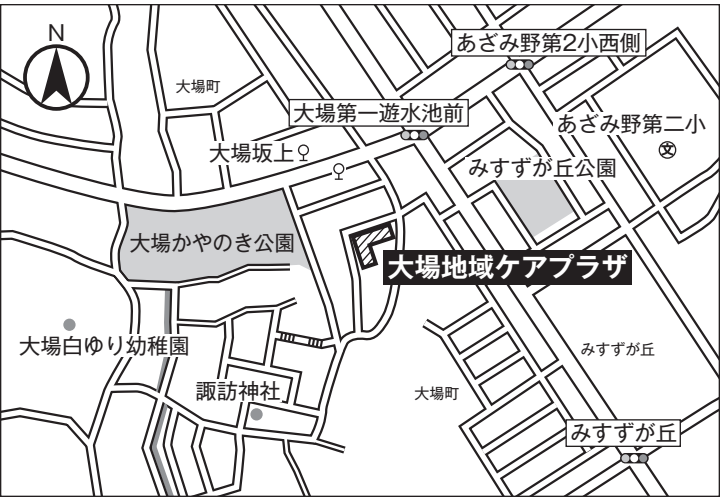 N
あざみ野第2小西側
大場町
大場第一遊水池前
あざみ野第二小
文
大場坂上
みすずが丘公園
大場かやのき公園
大場地域ケアプラザ
大場白ゆり幼稚園
みすずが丘
諏訪神社
大場町
みすずが丘